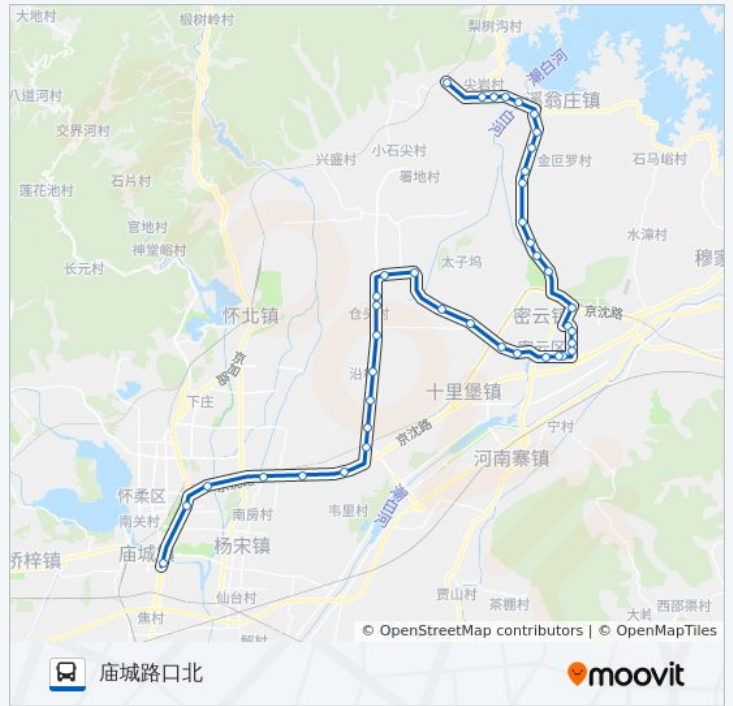 大地村
椴树岭村
梨树沟村
潮白河
尖岩村
八道河村
溪翁庄镇
交界河村
白河
小石尖村
兴盛村
金叵罗村
石马峪村
石片村
署地村
莲花池村
官地村
水漳村
神堂峪村
长元村
太子坞
穆家
怀北镇
仓头村
密云镇
京沈路
密云区
沿村
下庄
十里堡镇
京沈路
宁村
河南寨镇
怀柔区
潮白河
韦里村
南关村
南房村
庙城镇
杨宋镇
桥梓镇
仙台村
贾山村
茶棚村
西邵渠村
大岭
焦村
© OpenStreetMap contributors | © OpenMapTiles
庙城路口北
moovit